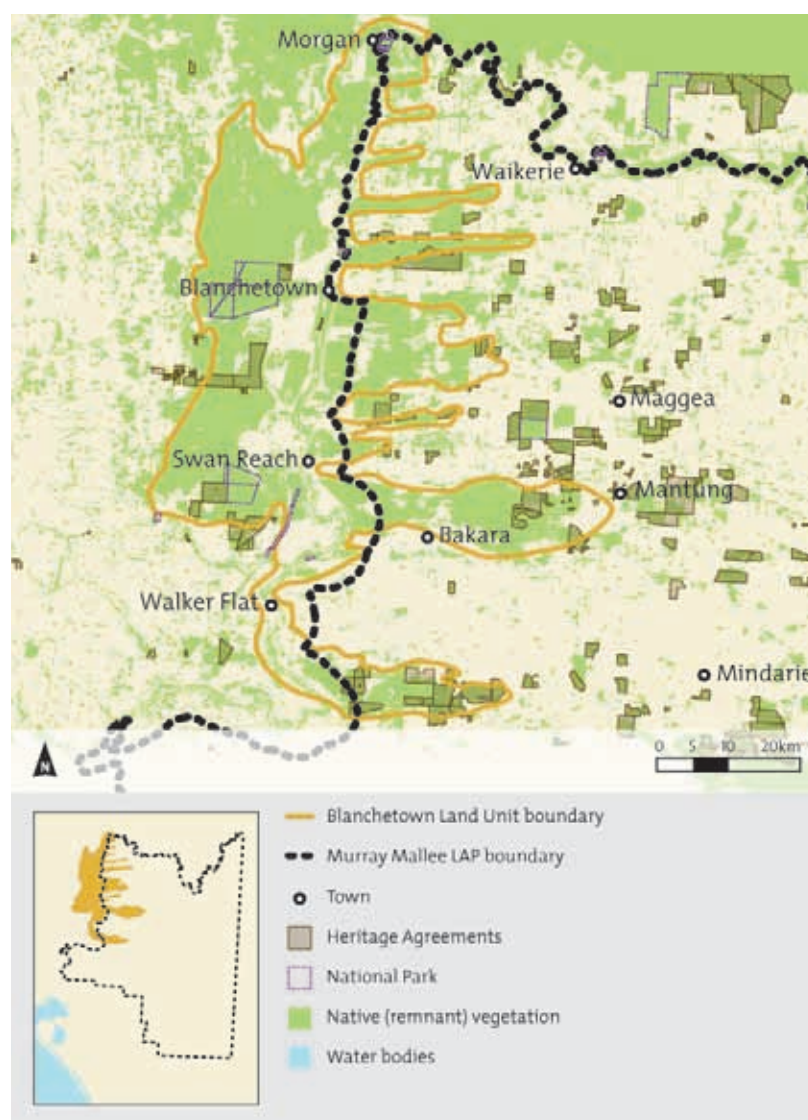 Morgan
Waikerie
Blanchetown
Maggea
Swan Reach
Mantung
Bakara
Walker Flat
Mindarie
N
0 5 10 20km
Blanchetown Land Unit boundary
Murray Mallee LAP boundary
Town
Heritage Agreements
National Park
Native (remnant) vegetation
Water bodies